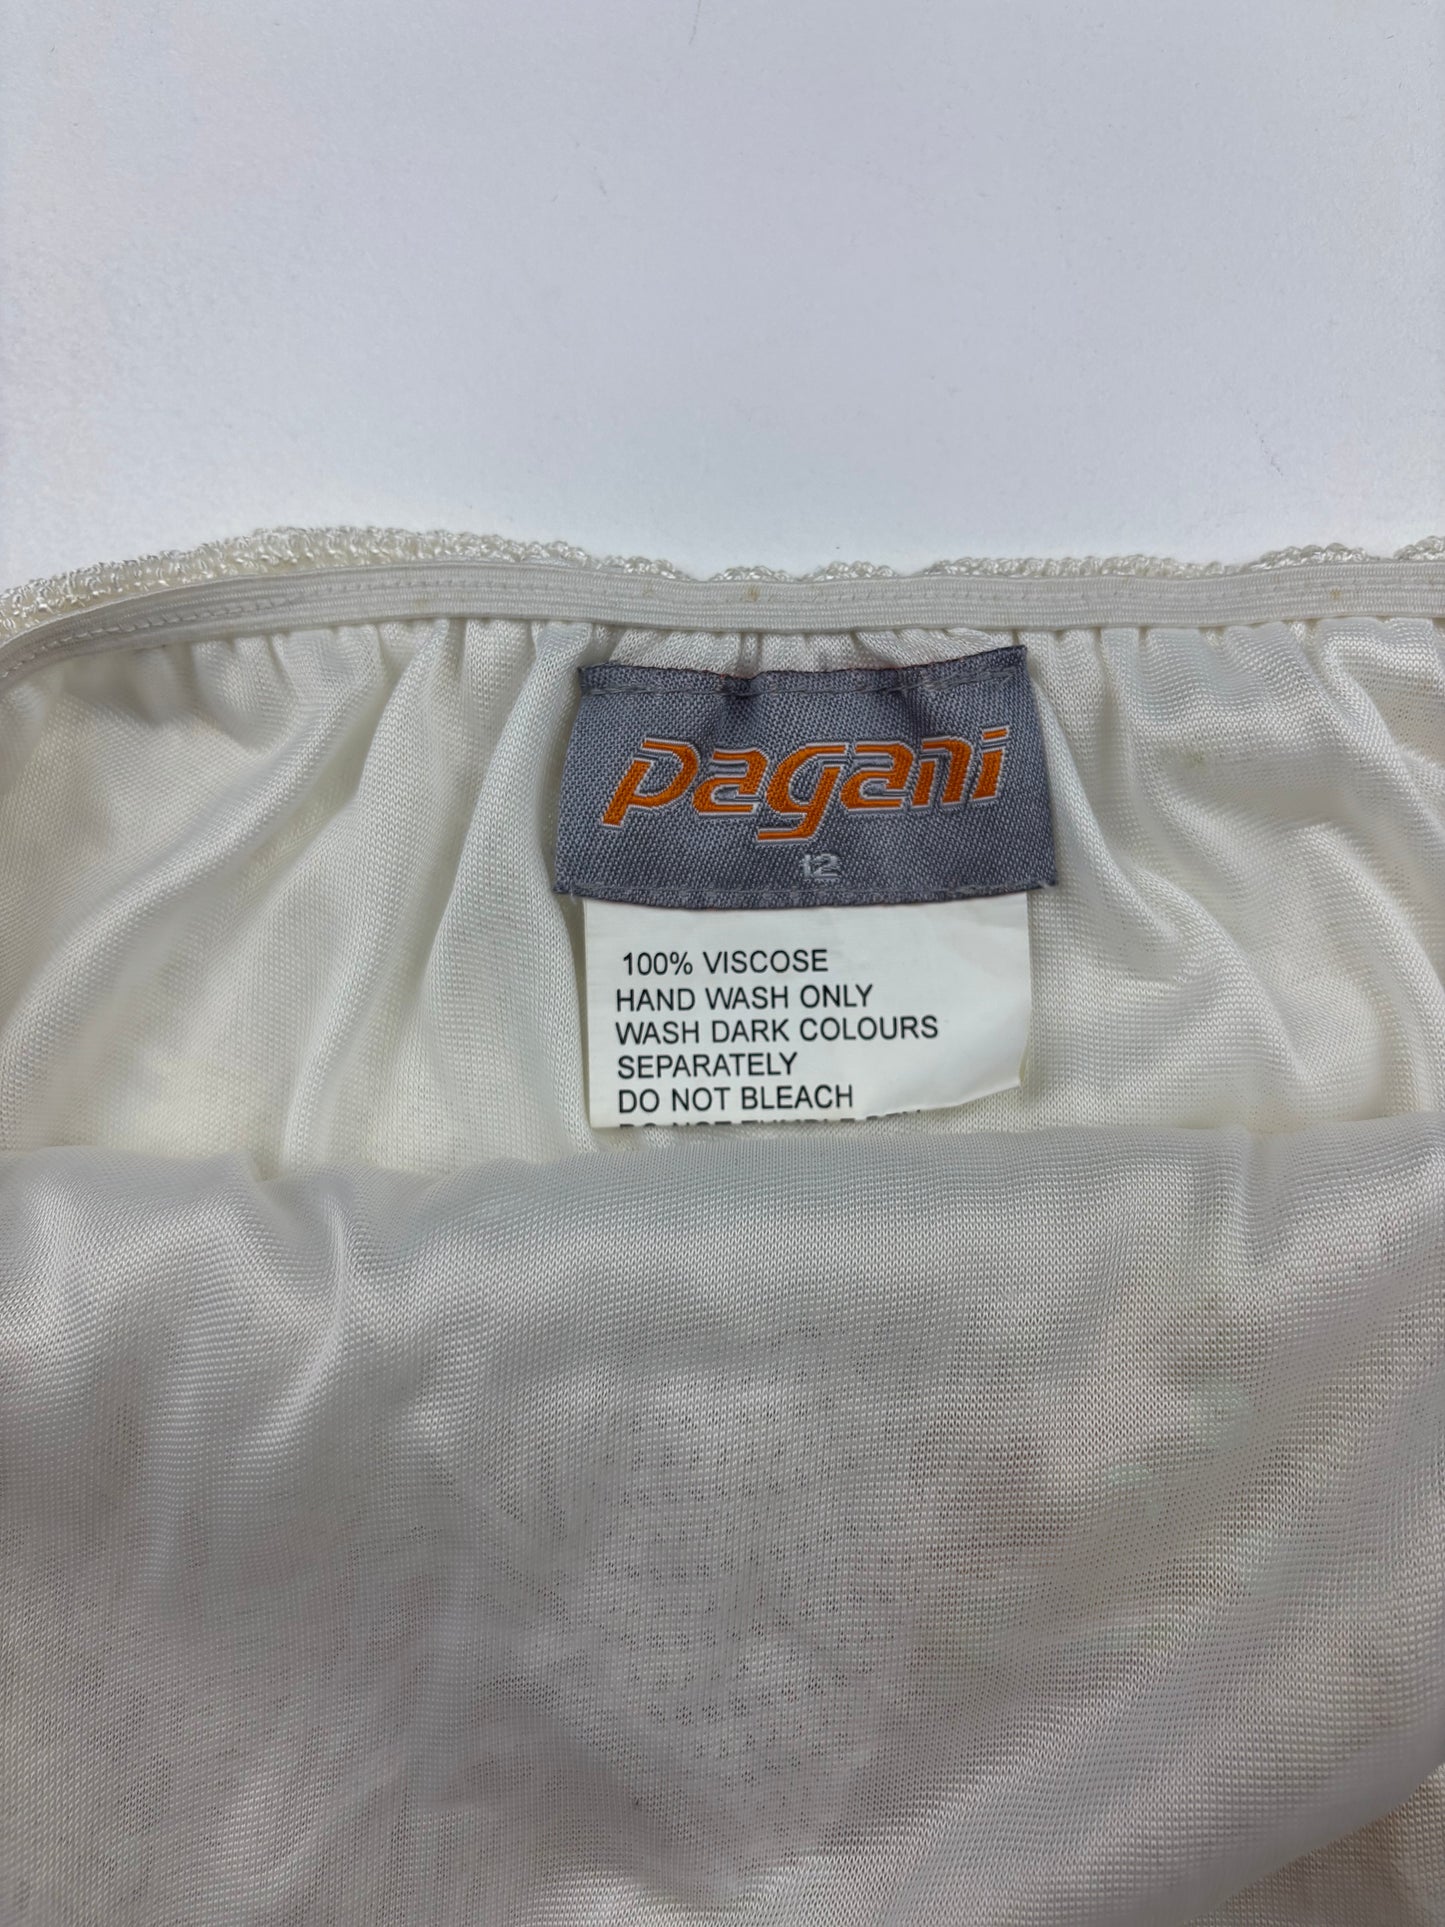 pagani
12
100% VISCOSE
HAND WASH ONLY
WASH DARK COLOURS
SEPARATELY
DO NOT BLEACH